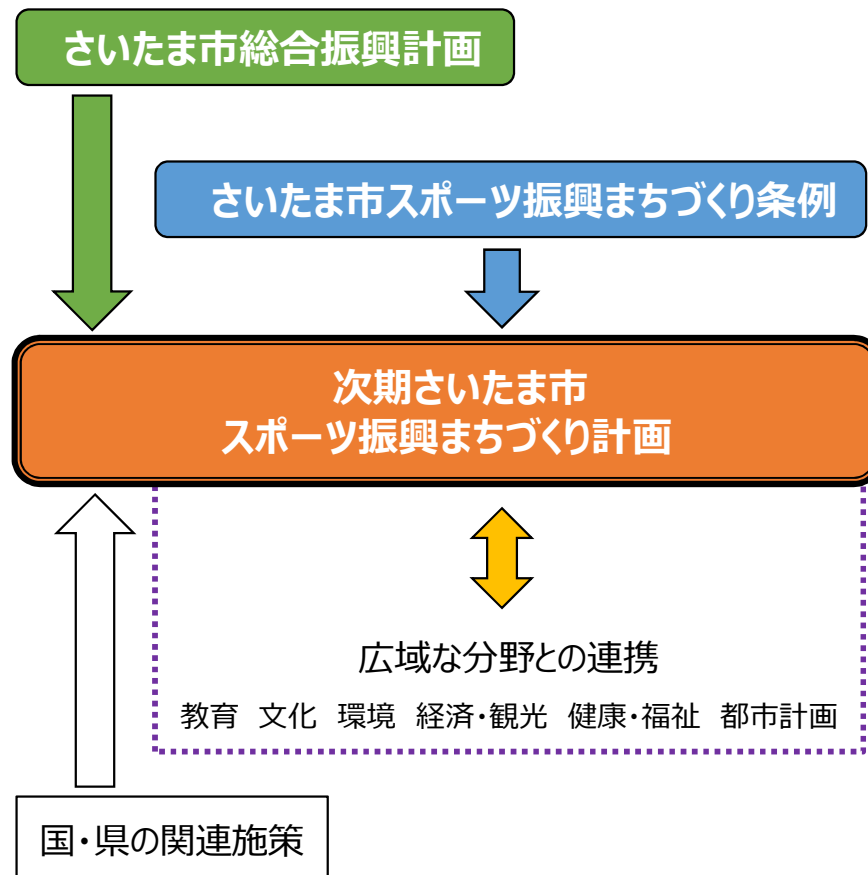 さいたま市総合振興計画
さいたま市スポーツ振興まちづくり条例
次期さいたま市
スポーツ振興まちづくり計画
広域な分野との連携
教育　文化　環境　経済・観光　健康・福祉　都市計画
国・県の関連施策